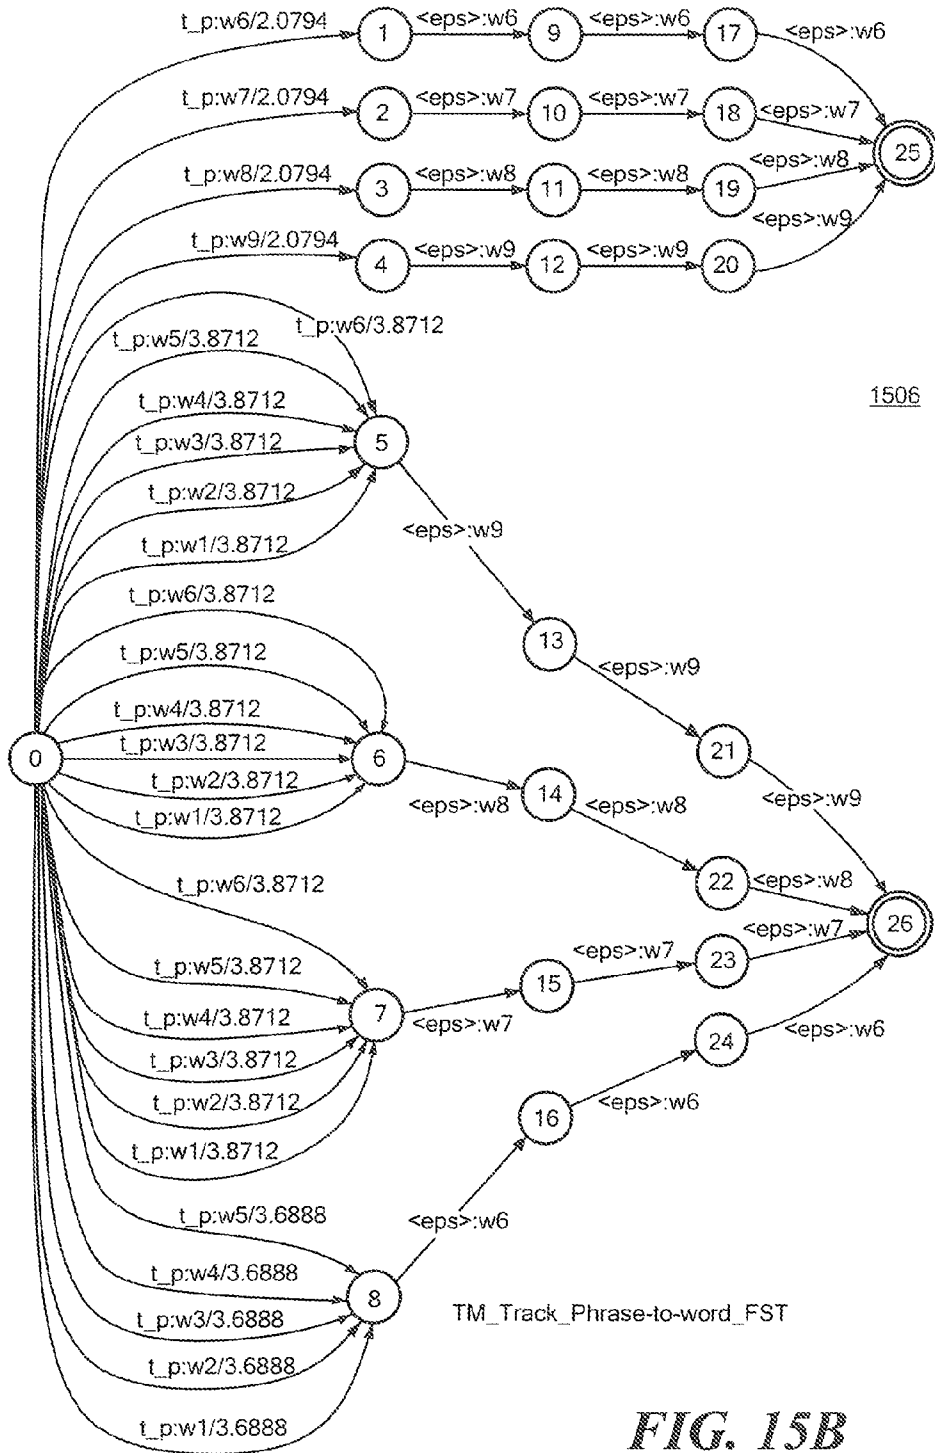 t_p:w6/2.0794 1 <eps>:w6 9 <eps>:w6 17 <eps>:w6
t_p:w7/2.0794 2 <eps>:w7 10 <eps>:w7 18 <eps>:w7
25
t_p:w8/2.0794 3 <eps>:w8 11 <eps>:w8 19 <eps>:w8
t_p:w9/2.0794 4 <eps>:w9 12 <eps>:w9 20 <eps>:w9
t_p:w6/3.8712
t_p:w5/3.8712
1506
t_p:w4/3.8712
t_p:w3/3.8712 5
t_p:w2/3.8712
<eps>:w9
t_p:w1/3.8712
t_p:w6/3.8712
13
t_p:w5/3.8712 <eps>:w9
t_p:w4/3.8712
t_p:w3/3.8712
0 6 21
t_p:w2/3.8712
14 <eps>:w9
t_p:w1/3.8712 <eps>:w8 <eps>:w8
t_p:w6/3.8712 22 <eps>:w8
26
<eps>:w7
t_p:w5/3.8712 <eps>:w7 23
15
t_p:w4/3.8712 7 <eps>:w7
t_p:w3/3.8712 24 <eps>:w6
t_p:w2/3.8712 16 <eps>:w6
t_p:w1/3.8712
t_p:w5/3.6888 <eps>:w6
t_p:w4/3.6888 8
t_p:w3/3.6888 TM_Track_Phrase-to-word_FST
t_p:w2/3.6888
t_p:w1/3.6888
FIG. 15B